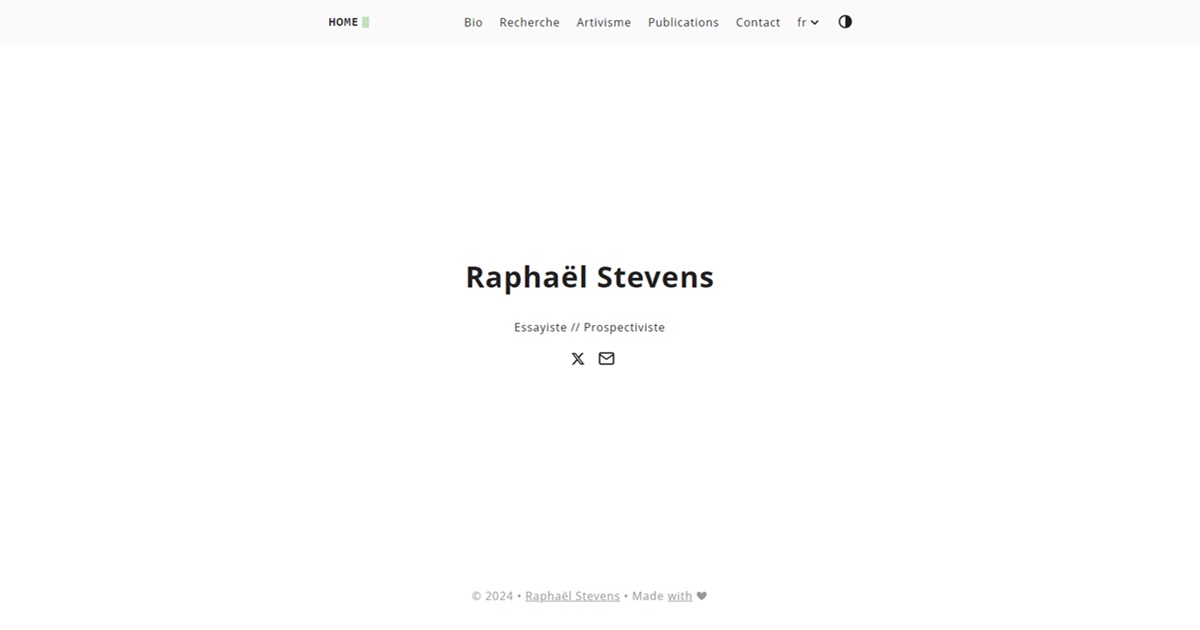 HOME Bio Recherche Artivisme Publications Contact fr
Raphaël Stevens
Essayiste // Prospectiviste
© 2024 • Raphaël Stevens • Made with ♥